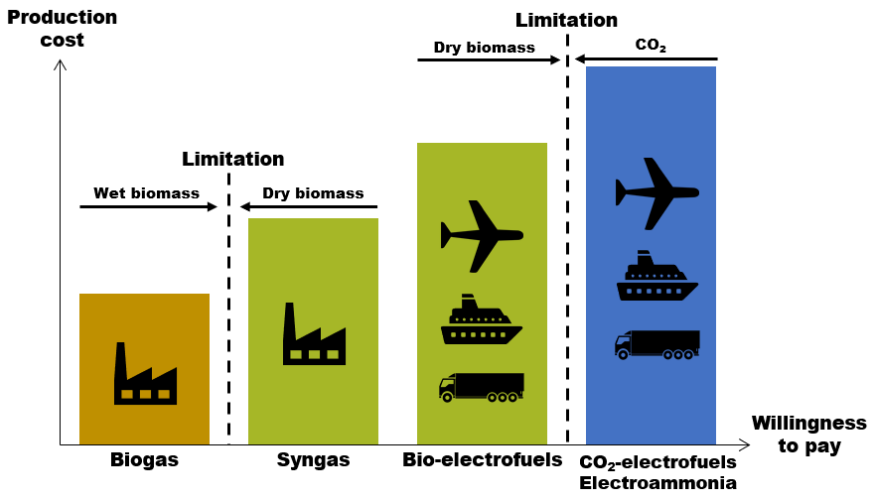 Production
cost
Limitation
Dry biomass
CO₂
Limitation
Wet biomass
Dry biomass
Willingness
to pay
Biogas
Syngas
Bio-electrofuels
CO₂-electrofuels
Electroammonia